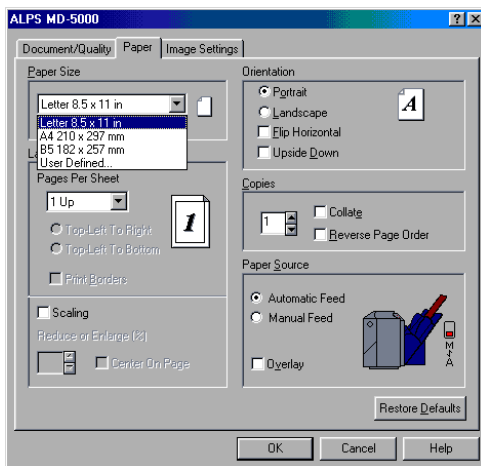 ALPS MD-5000
Document/Quality
Paper
Image Settings
Paper Size
Letter 8.5 x 11 in
Letter 8.5 x 11 in
A4 210 x 297 mm
B5 182 x 257 mm
User Defined...
Pages Per Sheet
1 Up
1
Top-Left To Right
Top-Left To Bottom
Print Borders
Scaling
Reduce or Enlarge (%)
Center On Page
Orientation
Portrait
Landscape
Flip Horizontal
Upside Down
A
Copies
1
Collate
Reverse Page Order
Paper Source
Automatic Feed
Manual Feed
Overlay
M
A
Restore Defaults
OK
Cancel
Help